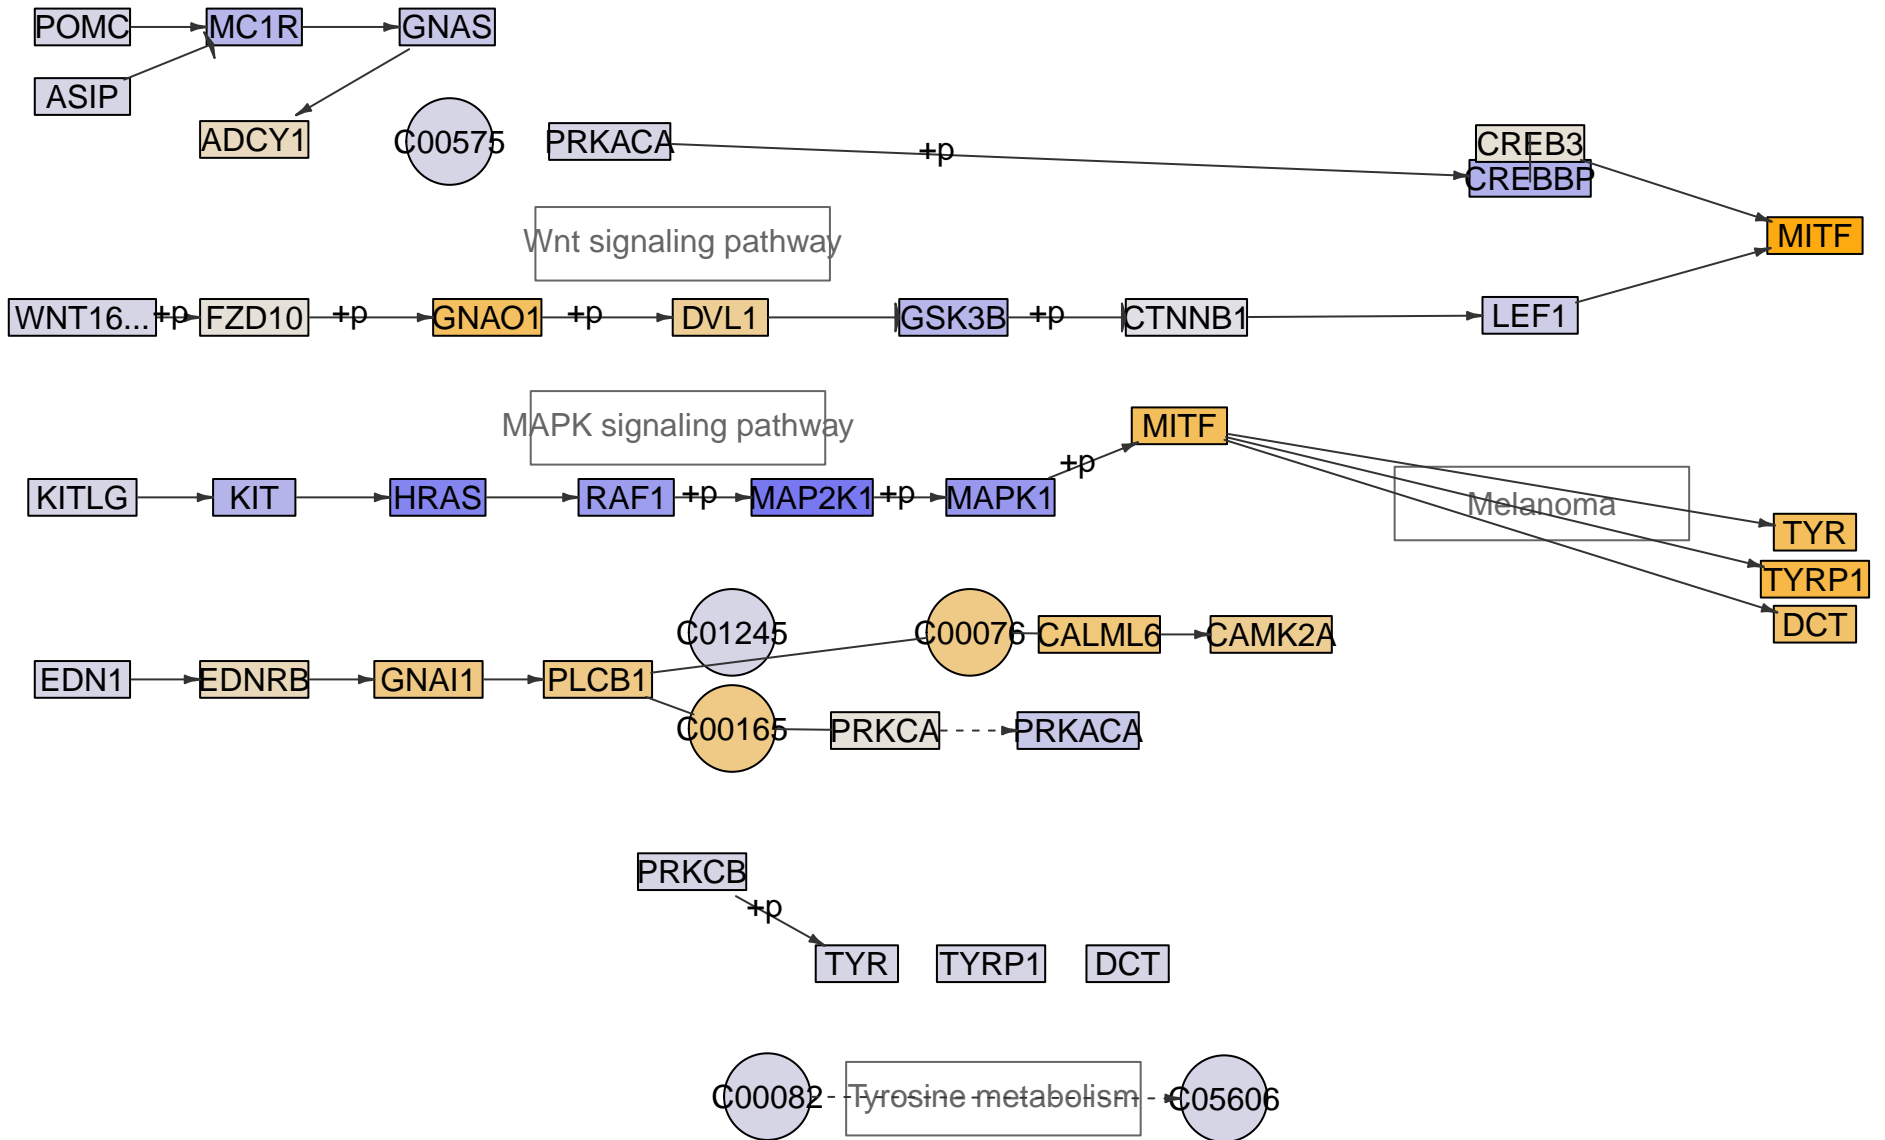 POMC
MC1R
GNAS
ASIP
ADCY1
C00575
PRKACA
+p
CREB3
CREBBP
Wnt signaling pathway
MITF
WNT16...
+p
FZD10
+p
GNAO1
+p
DVL1
GSK3B
+p
CTNNB1
LEF1
MAPK signaling pathway
MITF
+p
KITLG
KIT
HRAS
RAF1
+p
MAP2K1
+p
MAPK1
Melanoma
TYR
TYRP1
DCT
C01245
C00076
CALML6
CAMK2A
EDN1
EDNRB
GNAI1
PLCB1
C00165
PRKCA
PRKACA
PRKCB
+p
TYR
TYRP1
DCT
C00082
Tyrosine metabolism
C05606